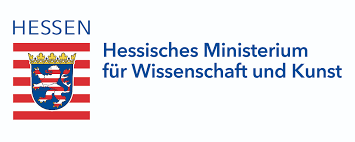 HESSEN
Hessisches Ministerium
für Wissenschaft und Kunst